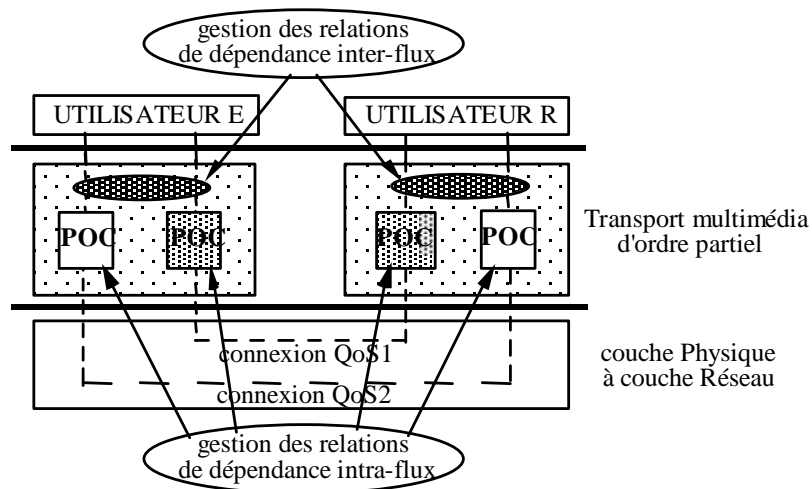 gestion des relations
de dépendance inter-flux
UTILISATEUR E
UTILISATEUR R
POC
POC
POC
POC
Transport multimédia
d'ordre partiel
connexion QoS1
connexion QoS2
couche Physique
à couche Réseau
gestion des relations
de dépendance intra-flux